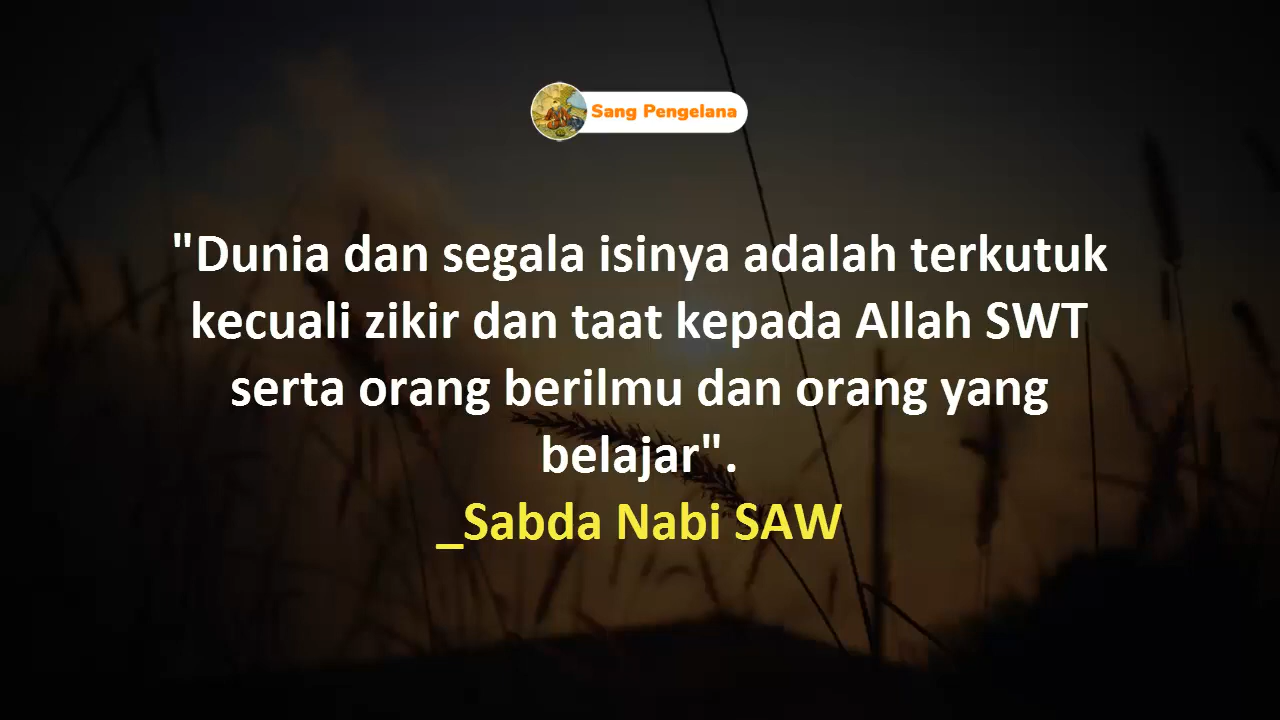 Sang Pengelana
"Dunia dan segala isinya adalah terkutuk
kecuali zikir dan taat kepada Allah SWT
serta orang berilmu dan orang yang
belajar".
_Sabda Nabi SAW